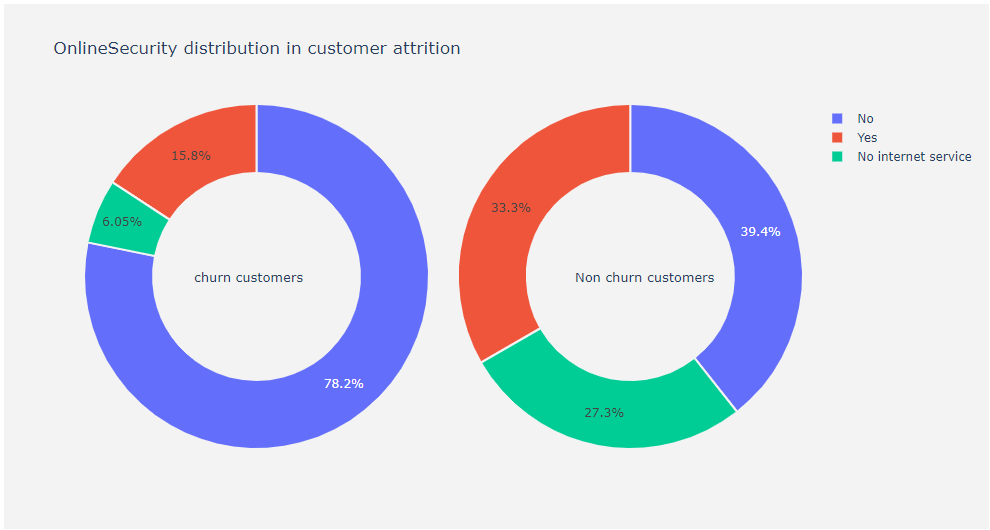 OnlineSecurity distribution in customer attrition
No
Yes
No internet service
15.8%
6.05%
churn customers
78.2%
33.3%
39.4%
Non churn customers
27.3%